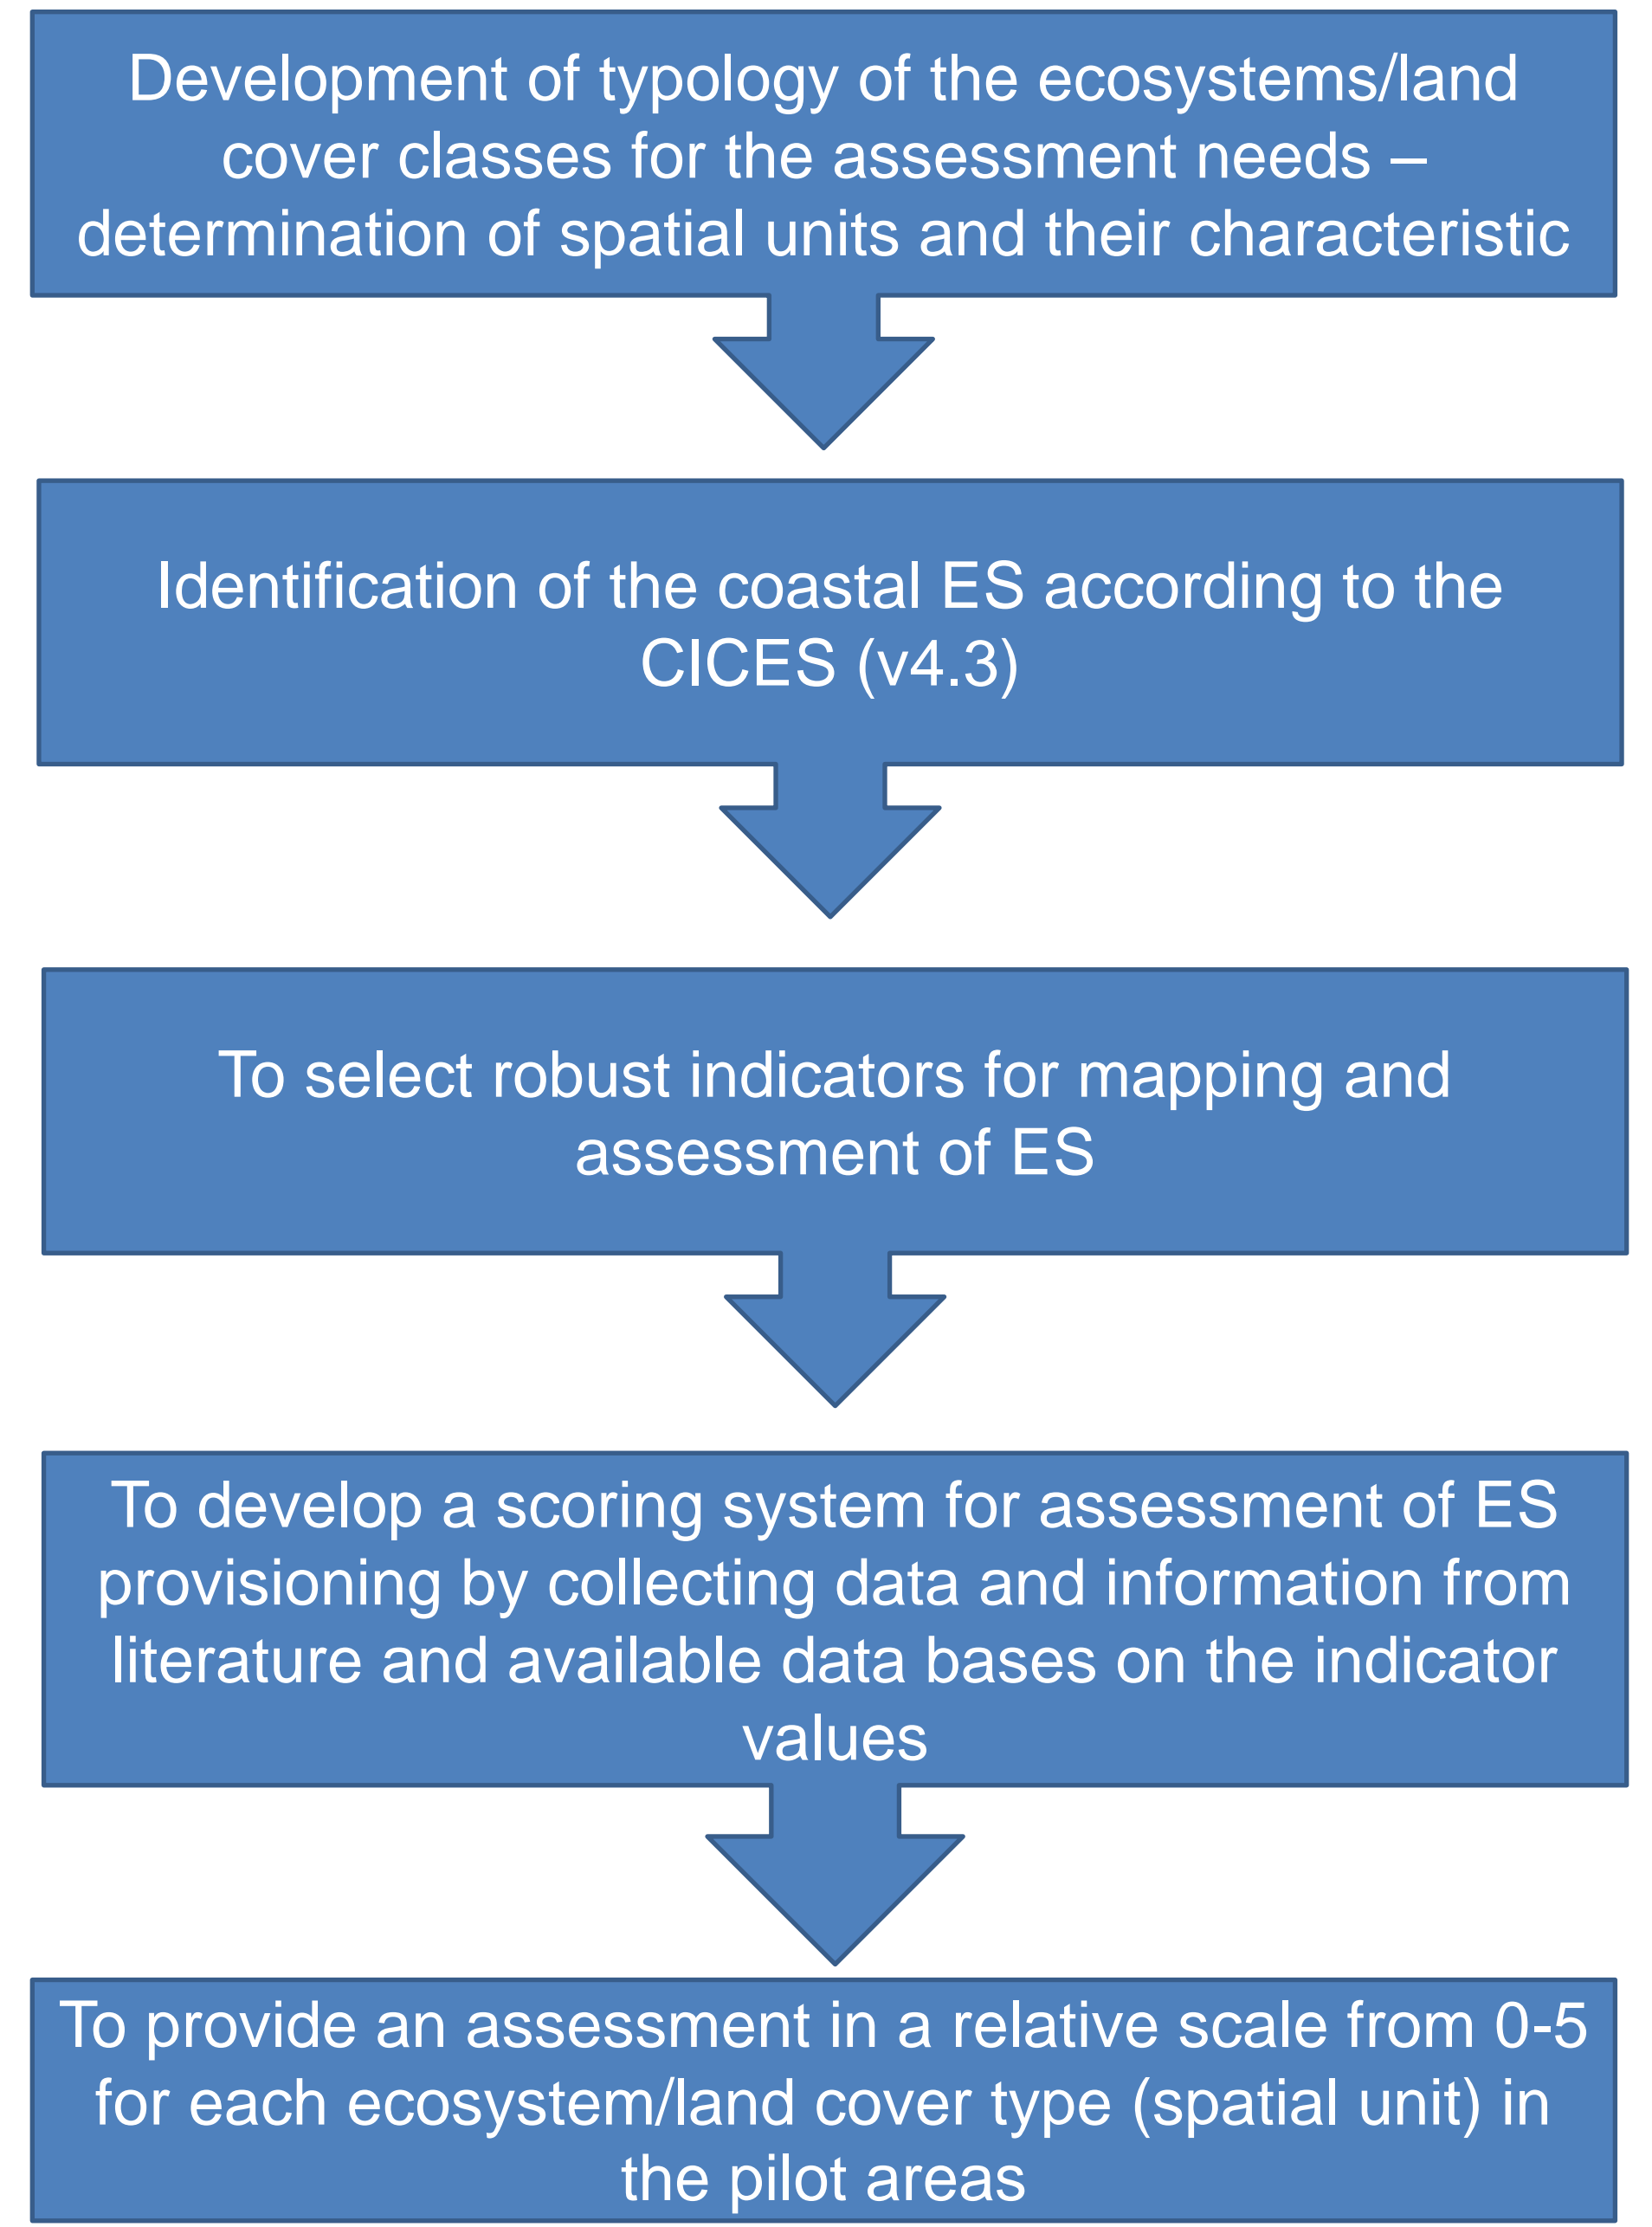 Development of typology of the ecosystems/land
cover classes for the assessment needs –
determination of spatial units and their characteristic
Identification of the coastal ES according to the
CICES (v4.3)
To select robust indicators for mapping and
assessment of ES
To develop a scoring system for assessment of ES
provisioning by collecting data and information from
literature and available data bases on the indicator
values
To provide an assessment in a relative scale from 0-5
for each ecosystem/land cover type (spatial unit) in
the pilot areas